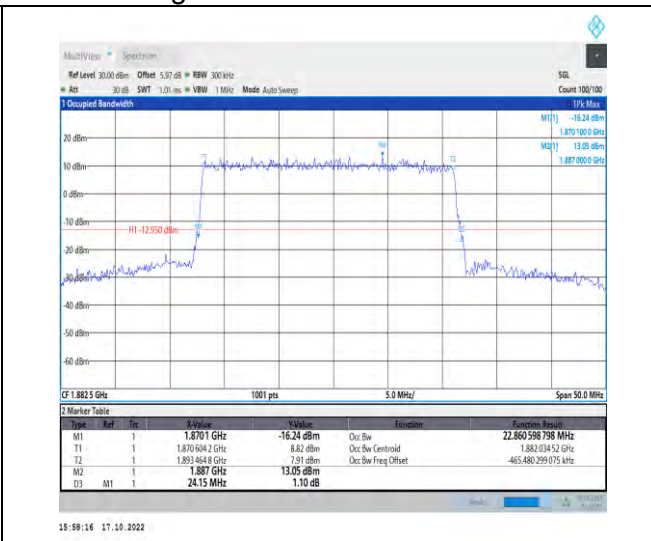 MultiView Spectrum
Ref Level 30.00 dBm Offset 5.97 dB RBW 300 kHz SGL
Att 30 dB SWT 1.01 ms VBW 1 MHz Mode Auto Sweep Count 100/100
1 Occupied Bandwidth 1Pk Max
M1[1] -16.24 dBm
1.870 100 0 GHz
M2[1] 13.05 dBm
1.887 000 0 GHz
20 dBm
10 dBm
0 dBm
-10 dBm
H1 -12.950 dBm
-20 dBm
-30 dBm
-40 dBm
-50 dBm
-60 dBm
T2
CF 1.882 5 GHz 1001 pts 5.0 MHz/ Span 50.0 MHz
2 Marker Table
Type Ref Trc X-Value Y-Value Function Function Result
M1 1 1.8701 GHz -16.24 dBm Occ Bw 22.860 598 798 MHz
T1 1 1.870 604 2 GHz 8.82 dBm Occ Bw Centroid 1.882 034 52 GHz
T2 1 1.893 464 8 GHz 7.91 dBm Occ Bw Freq Offset -465.480 299 075 kHz
M2 1 1.887 GHz 13.05 dBm
D3 M1 1 24.15 MHz 1.10 dB
15:58:16 17.10.2022